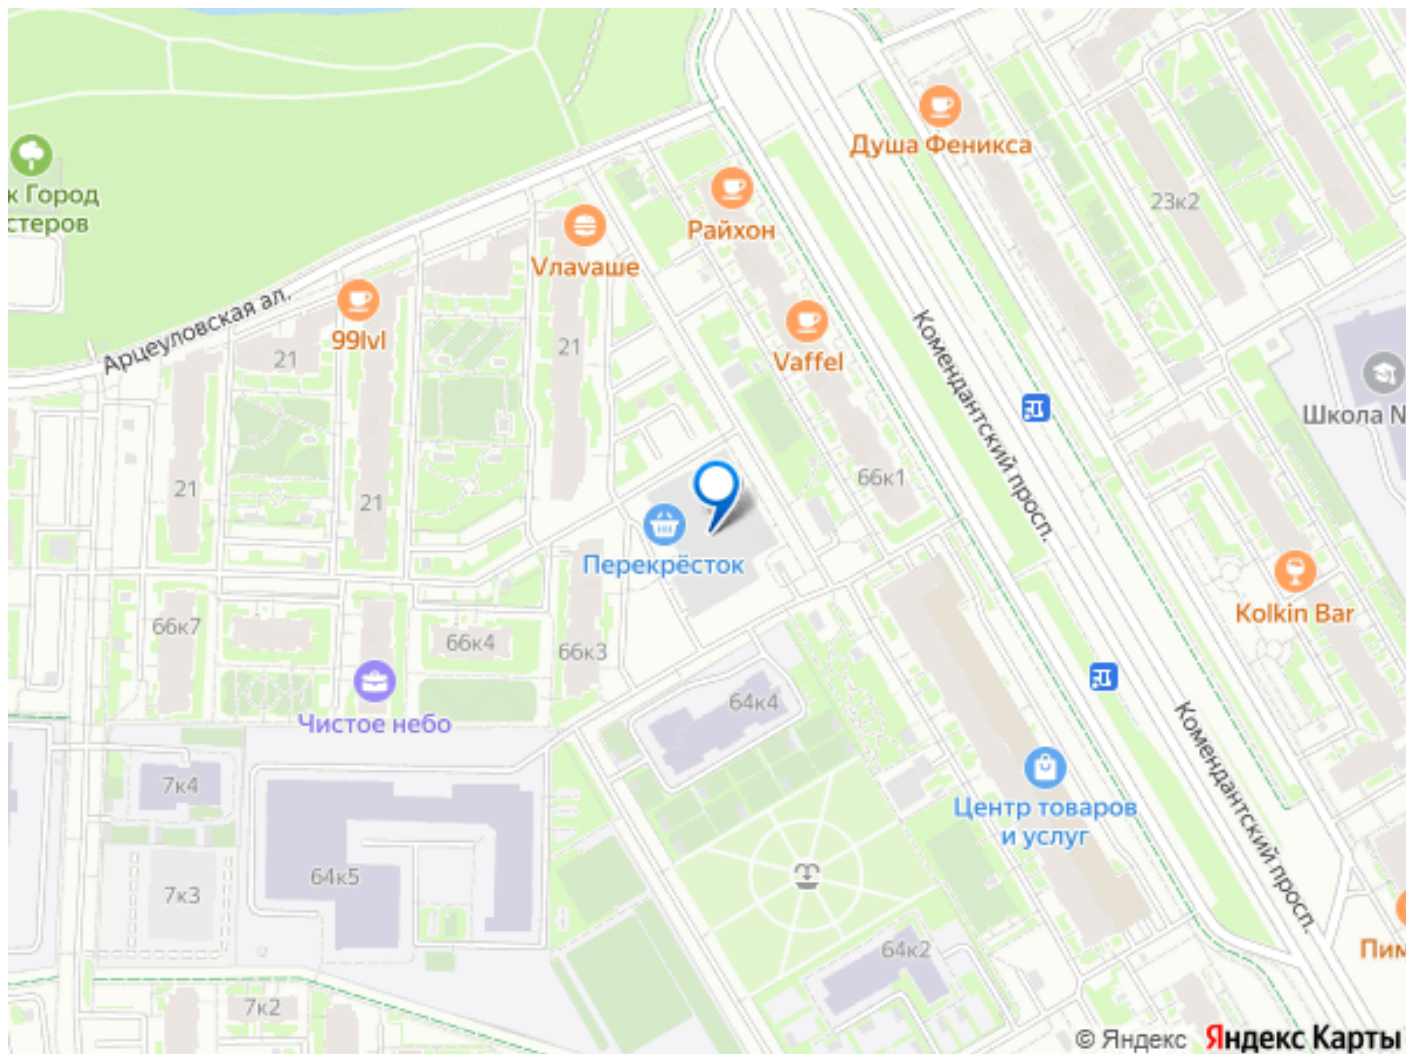 Душа Феникса
к Город
стеров
23к2
Райхон
Vлаvаше
Арцеуловская ал.
99lvl
21
21
Vaffel
Комендантский просп.
Школа N
21
21
66к1
Перекрёсток
Kolkin Bar
66к7
66к4
66к3
Чистое небо
64к4
Комендантский просп.
7к4
Центр товаров
и услуг
64к5
7к3
64к2
Пим
7к2
© Яндекс Яндекс Карты